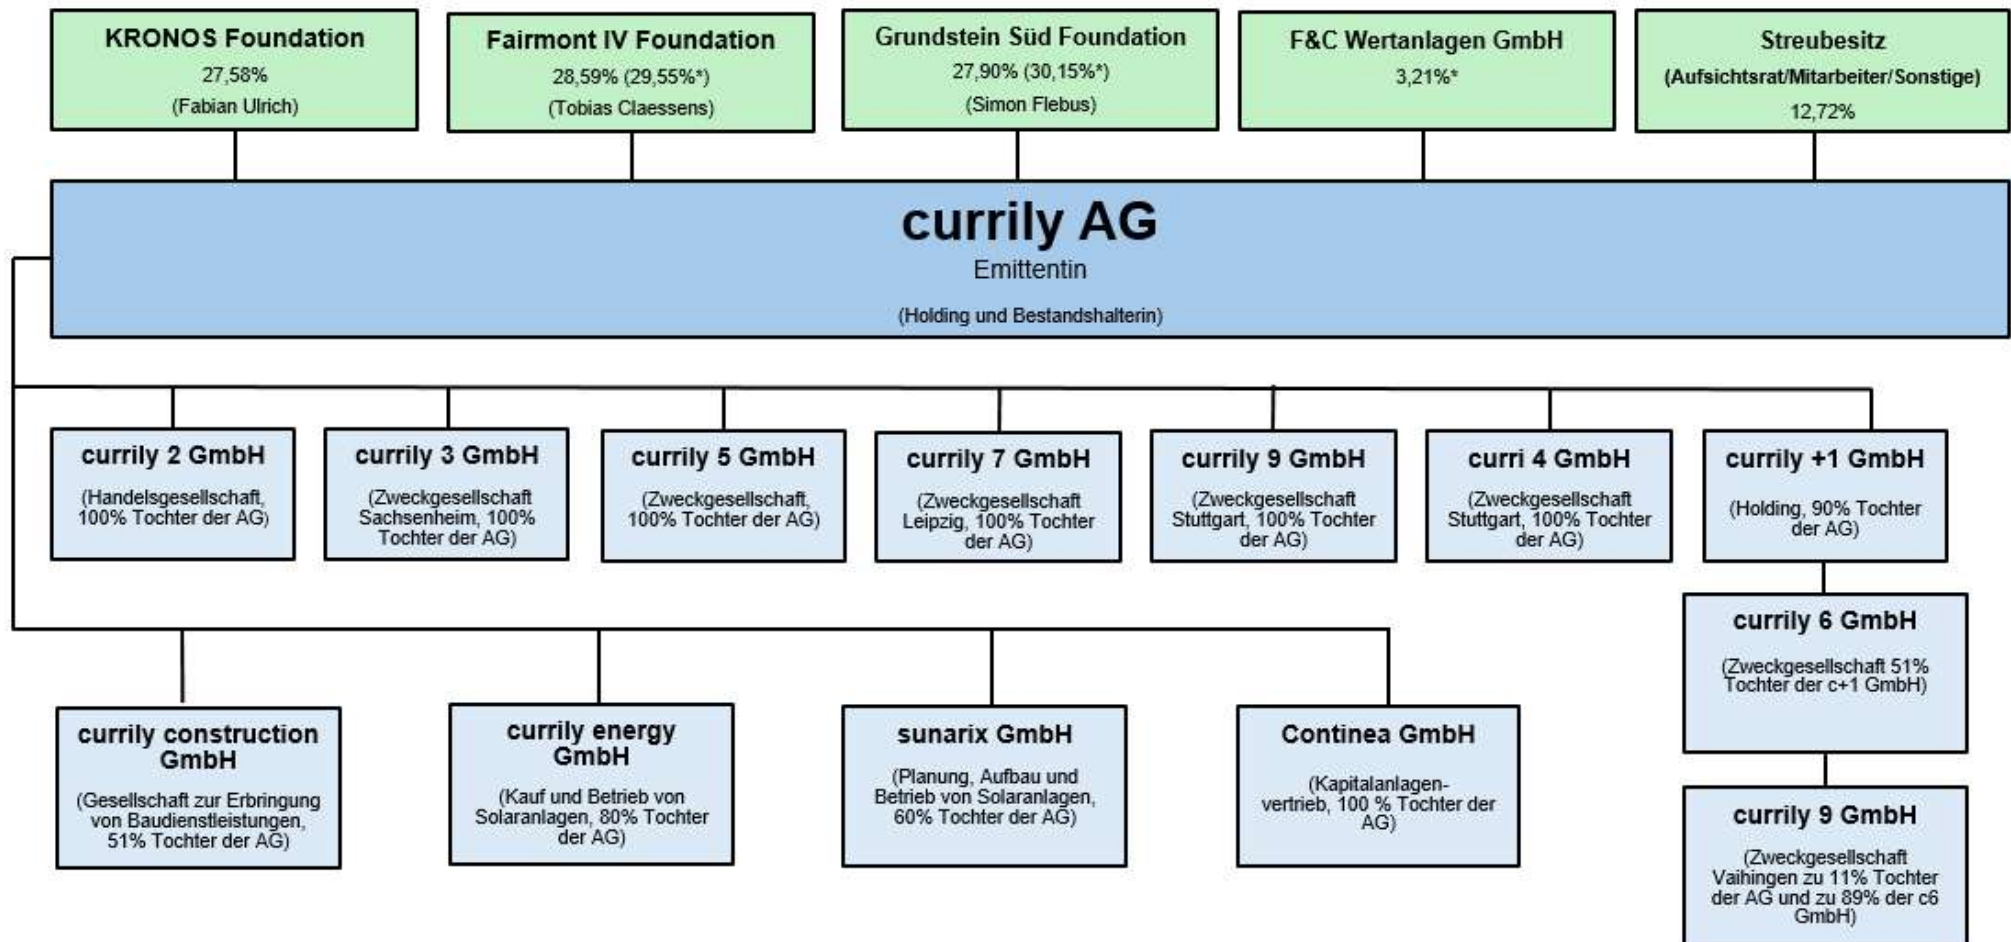 KRONOS Foundation
27,58%
(Fabian Ulrich)
Fairmont IV Foundation
28,59% (29,55%*)
(Tobias Claessens)
Grundstein Süd Foundation
27,90% (30,15%*)
(Simon Flebus)
F&C Wertanlagen GmbH
3,21%*
Streubesitz
(Aufsichtsrat/Mitarbeiter/Sonstige)
12,72%
currily AG
Emittentin
(Holding und Bestandshalterin)
currily 2 GmbH
(Handelsgesellschaft,
100% Tochter der AG)
currily 3 GmbH
(Zweckgesellschaft
Sachsenheim, 100%
Tochter der AG)
currily 5 GmbH
(Zweckgesellschaft,
100% Tochter der AG)
currily 7 GmbH
(Zweckgesellschaft
Leipzig, 100% Tochter
der AG)
currily 9 GmbH
(Zweckgesellschaft
Stuttgart, 100% Tochter
der AG)
curri 4 GmbH
(Zweckgesellschaft
Stuttgart, 100% Tochter
der AG)
currily +1 GmbH
(Holding, 90% Tochter
der AG)
currily 6 GmbH
(Zweckgesellschaft 51%
Tochter der c+1 GmbH)
currily construction
GmbH
(Gesellschaft zur Erbringung
von Baudienstleistungen,
51% Tochter der AG)
currily energy
GmbH
(Kauf und Betrieb von
Solaranlagen, 80% Tochter
der AG)
sunarix GmbH
(Planung, Aufbau und
Betrieb von Solaranlagen,
60% Tochter der AG)
Continea GmbH
(Kapitalanlagen-
vertrieb, 100 % Tochter der
AG)
currily 9 GmbH
(Zweckgesellschaft
Vaihingen zu 11% Tochter
der AG und zu 89% der c6
GmbH)